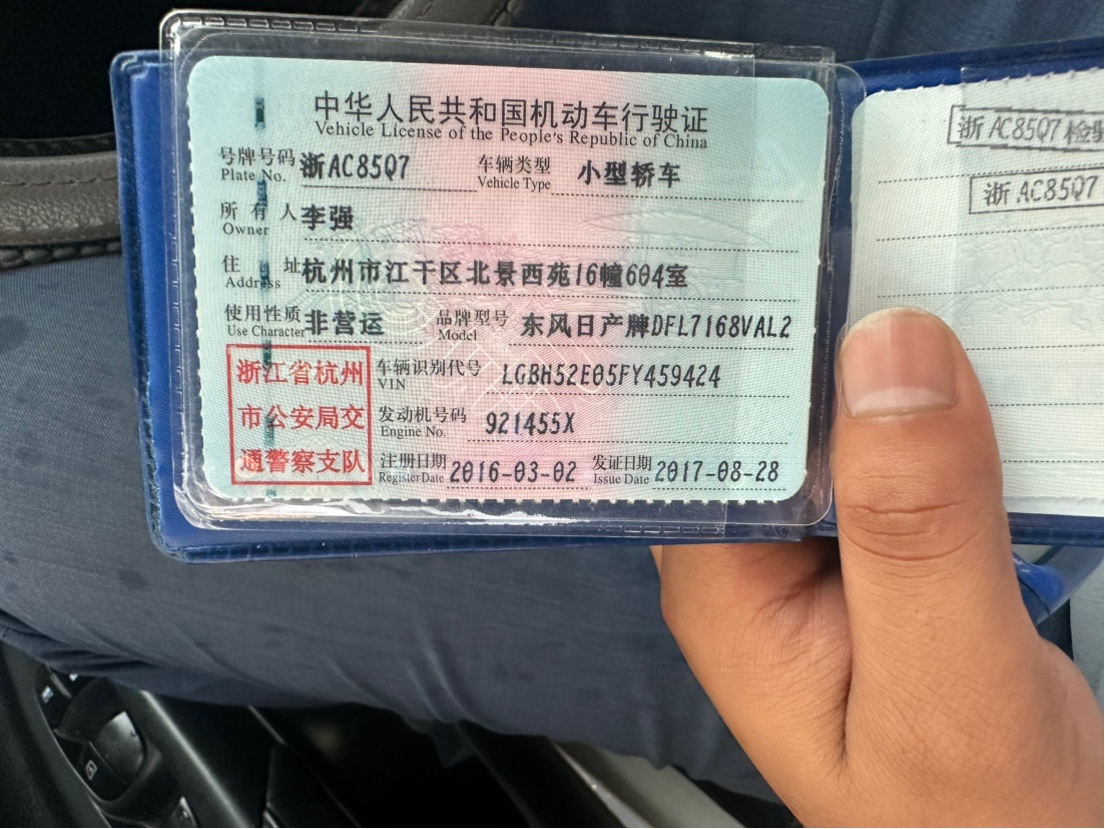 中华人民共和国机动车行驶证
Vehicle License of the People's Republic of China
号牌号码 浙AC85Q7 车辆类型 小型轿车
Plate No. Vehicle Type
所有人 李强
Owner
住址 杭州市江干区北景西苑16幢604室
Address
使用性质 非营运 品牌型号 东风日产牌DFL7168VAL2
Use Character Model
浙江省杭州
市公安局交
通警察支队
车辆识别代号 LGBH52E05FY459424
VIN
发动机号码 921455X
Engine No.
注册日期 2016-03-02 发证日期 2017-08-28
Register Date Issue Date
浙AC85Q7检
浙AC85Q7